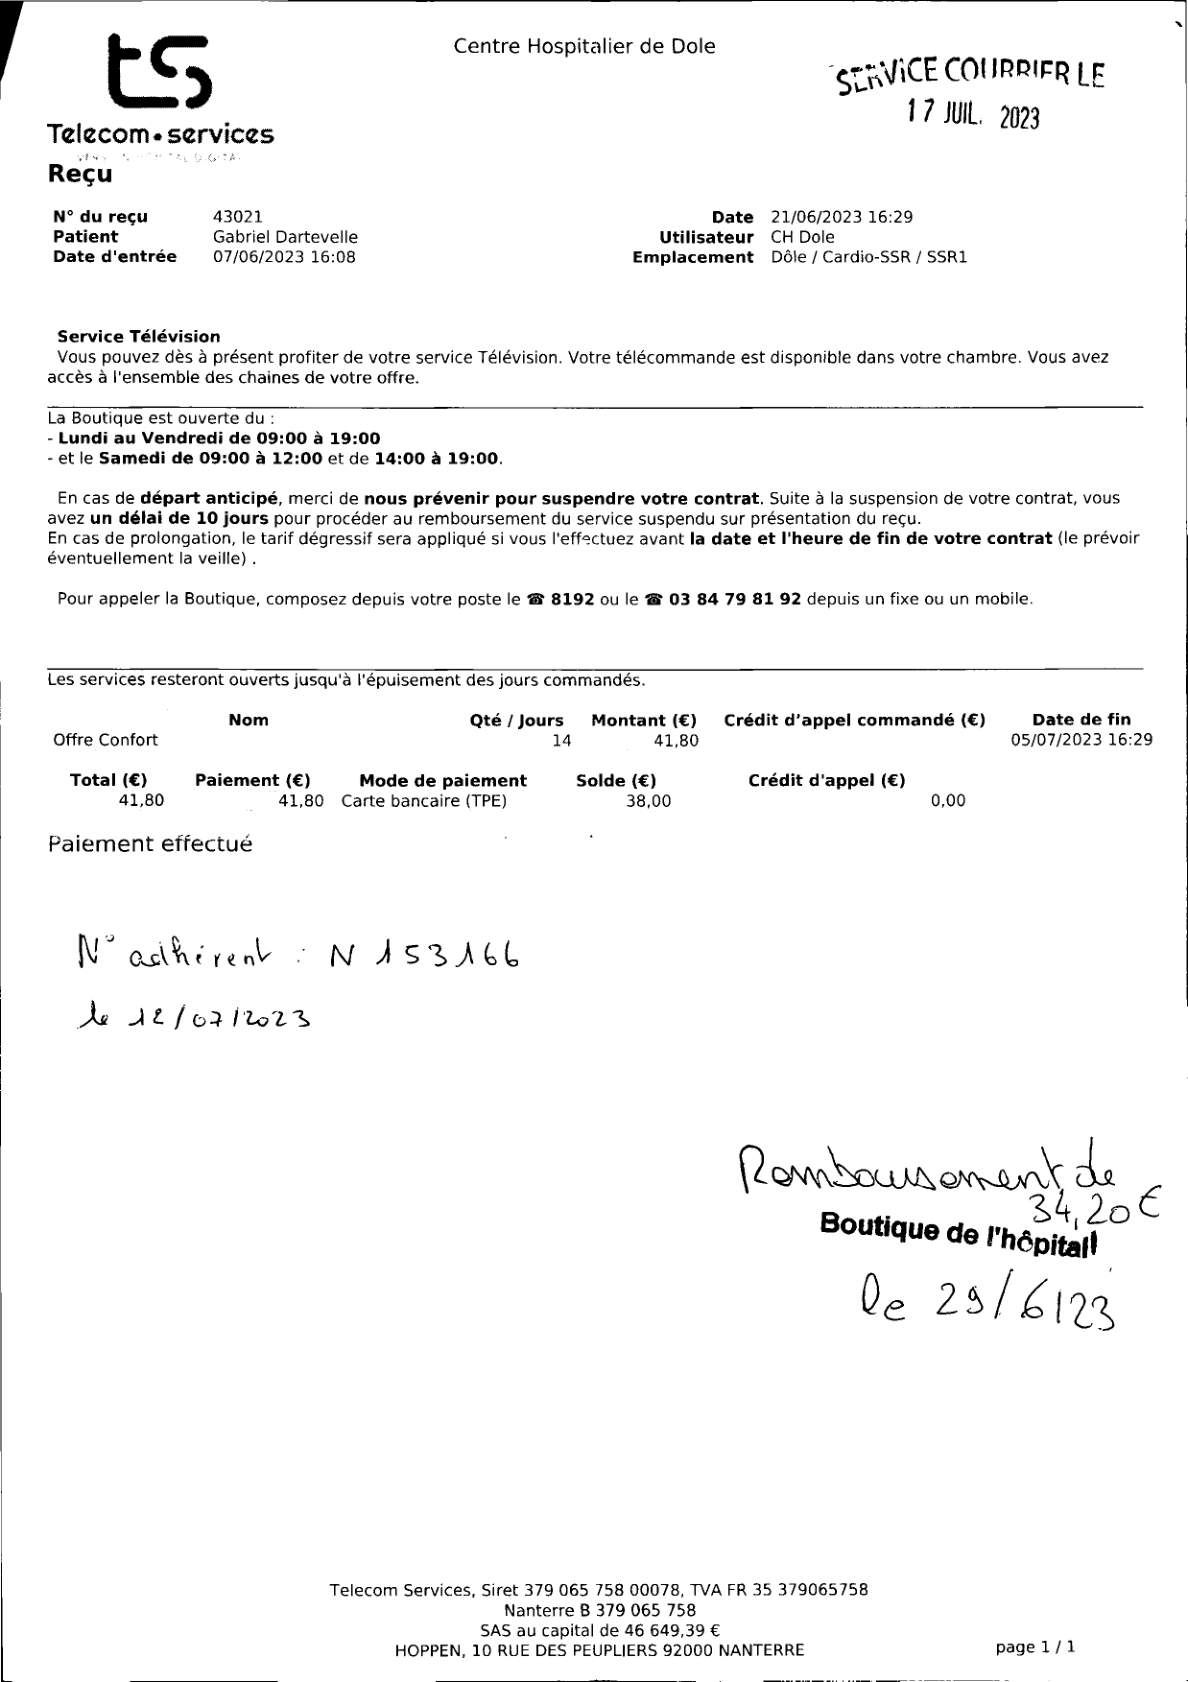 Centre Hospitalier de Dole
SERVICE COURRIER LE
17 JUIL. 2023
ts
Telecom•services
Reçu
N° du reçu 43021
Patient Gabriel Dartevelle
Date d'entrée 07/06/2023 16:08
Date 21/06/2023 16:29
Utilisateur CH Dole
Emplacement Dôle / Cardio-SSR / SSR1
Service Télévision
Vous pouvez dès à présent profiter de votre service Télévision. Votre télécommande est disponible dans votre chambre. Vous avez
accès à l'ensemble des chaines de votre offre.
La Boutique est ouverte du :
- Lundi au Vendredi de 09:00 à 19:00
- et le Samedi de 09:00 à 12:00 et de 14:00 à 19:00.
En cas de départ anticipé, merci de nous prévenir pour suspendre votre contrat. Suite à la suspension de votre contrat, vous
avez un délai de 10 jours pour procéder au remboursement du service suspendu sur présentation du reçu.
En cas de prolongation, le tarif dégressif sera appliqué si vous l'effectuez avant la date et l'heure de fin de votre contrat (le prévoir
éventuellement la veille) .
Pour appeler la Boutique, composez depuis votre poste le ☎ 8192 ou le ☎ 03 84 79 81 92 depuis un fixe ou un mobile.
Les services resteront ouverts jusqu'à l'épuisement des jours commandés.
Nom Qté / Jours Montant (€) Crédit d'appel commandé (€) Date de fin
Offre Confort 14 41,80 05/07/2023 16:29
Total (€) Paiement (€) Mode de paiement Solde (€) Crédit d'appel (€)
41,80 41,80 Carte bancaire (TPE) 38,00 0,00
Paiement effectué
N° adhérent : N 153166
le 12/07/2023
Remboursement de
34,20€
Boutique de l'hôpital
le 29/6/23
Telecom Services, Siret 379 065 758 00078, TVA FR 35 379065758
Nanterre B 379 065 758
SAS au capital de 46 649,39 €
HOPPEN, 10 RUE DES PEUPLIERS 92000 NANTERRE
page 1 / 1